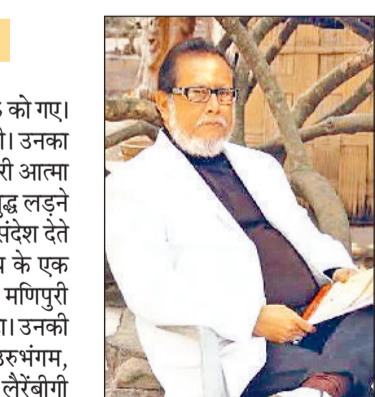 को गए।
उनका
री आत्मा
द्ध लड़ने
संदेश देते
के एक
मणिपुरी
उनकी
रुभंगम,
लैरेंबीगी